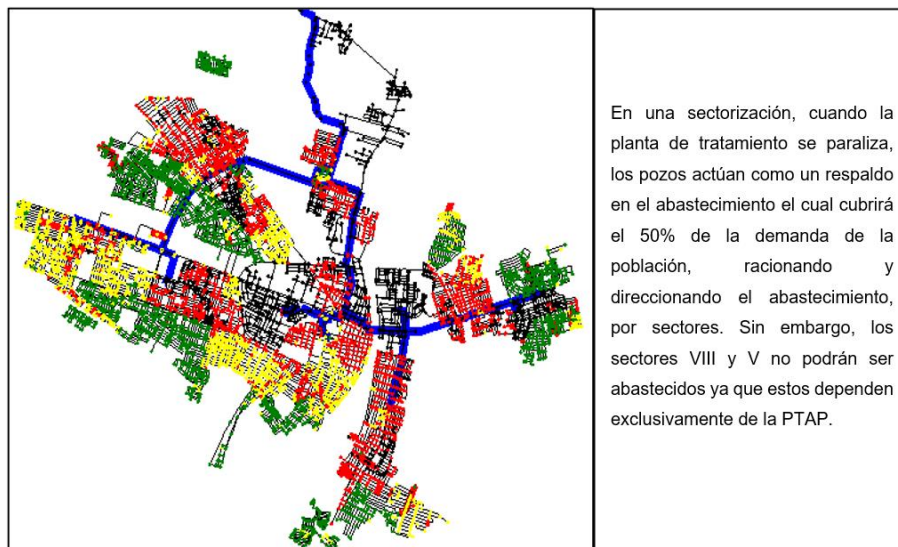 En una sectorización, cuando la
planta de tratamiento se paraliza,
los pozos actúan como un respaldo
en el abastecimiento el cual cubrirá
el 50% de la demanda de la
población, racionando y
direccionando el abastecimiento,
por sectores. Sin embargo, los
sectores VIII y V no podrán ser
abastecidos ya que estos dependen
exclusivamente de la PTAP.